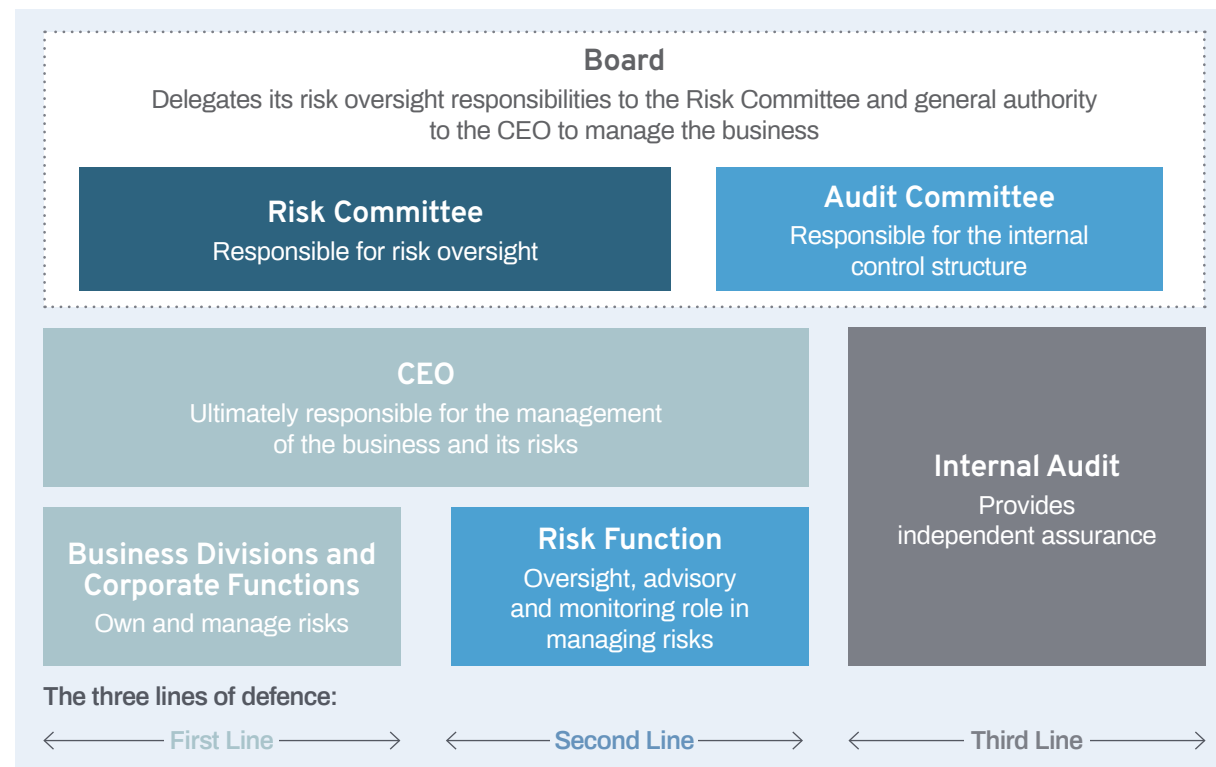 Board
Delegates its risk oversight responsibilities to the Risk Committee and general authority
to the CEO to manage the business
Risk Committee
Responsible for risk oversight
Audit Committee
Responsible for the internal
control structure
CEO
Ultimately responsible for the management
of the business and its risks
Business Divisions and
Corporate Functions
Own and manage risks
Risk Function
Oversight, advisory
and monitoring role in
managing risks
Internal Audit
Provides
independent assurance
The three lines of defence:
First Line
Second Line
Third Line